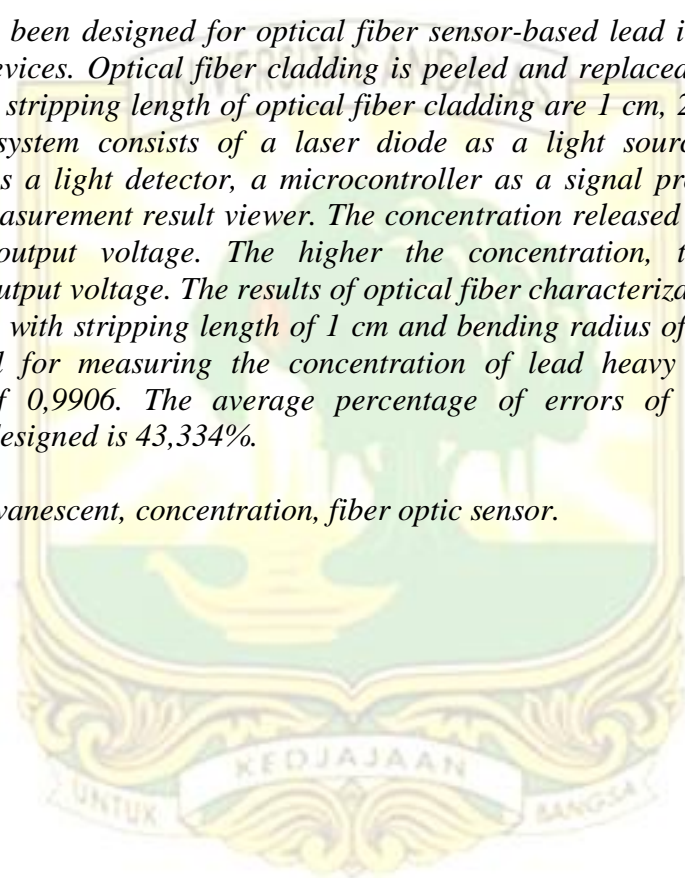 UNIVERSITAS ANDALAS
been designed for optical fiber sensor-based lead i
evices. Optical fiber cladding is peeled and replaced
stripping length of optical fiber cladding are 1 cm, 2
system consists of a laser diode as a light sourc
s a light detector, a microcontroller as a signal pr
easurement result viewer. The concentration released
output voltage. The higher the concentration, t
utput voltage. The results of optical fiber characteriza
with stripping length of 1 cm and bending radius of
l for measuring the concentration of lead heavy
f 0,9906. The average percentage of errors of
designed is 43,334%.
vanescent, concentration, fiber optic sensor.
KEDJAJAAN
UNTUK
BANGSA